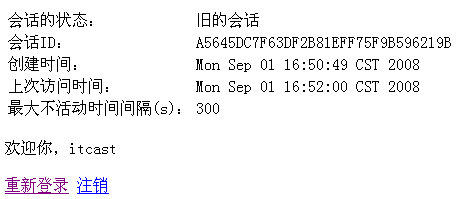 会话的状态： 旧的会话
会话ID： A5645DC7F63DF2B81EFF75F9B596219B
创建时间： Mon Sep 01 16:50:49 CST 2008
上次访问时间： Mon Sep 01 16:52:00 CST 2008
最大不活动时间间隔(s)： 300
欢迎你，itcast
重新登录 注销